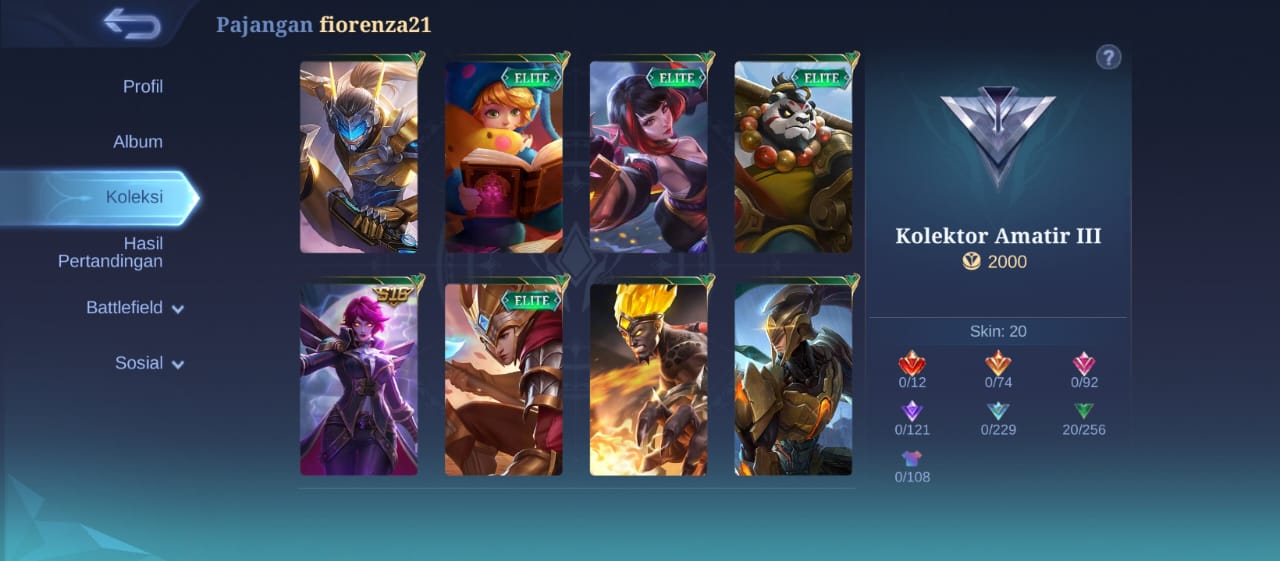 Pajangan fiorenza21
Profil
Album
Koleksi
Hasil
Pertandingan
Battlefield
Sosial
ELITE
ELITE
ELITE
S16
ELITE
?
Kolektor Amatir III
2000
Skin: 20
0/12
0/74
0/92
0/121
0/229
20/256
0/108